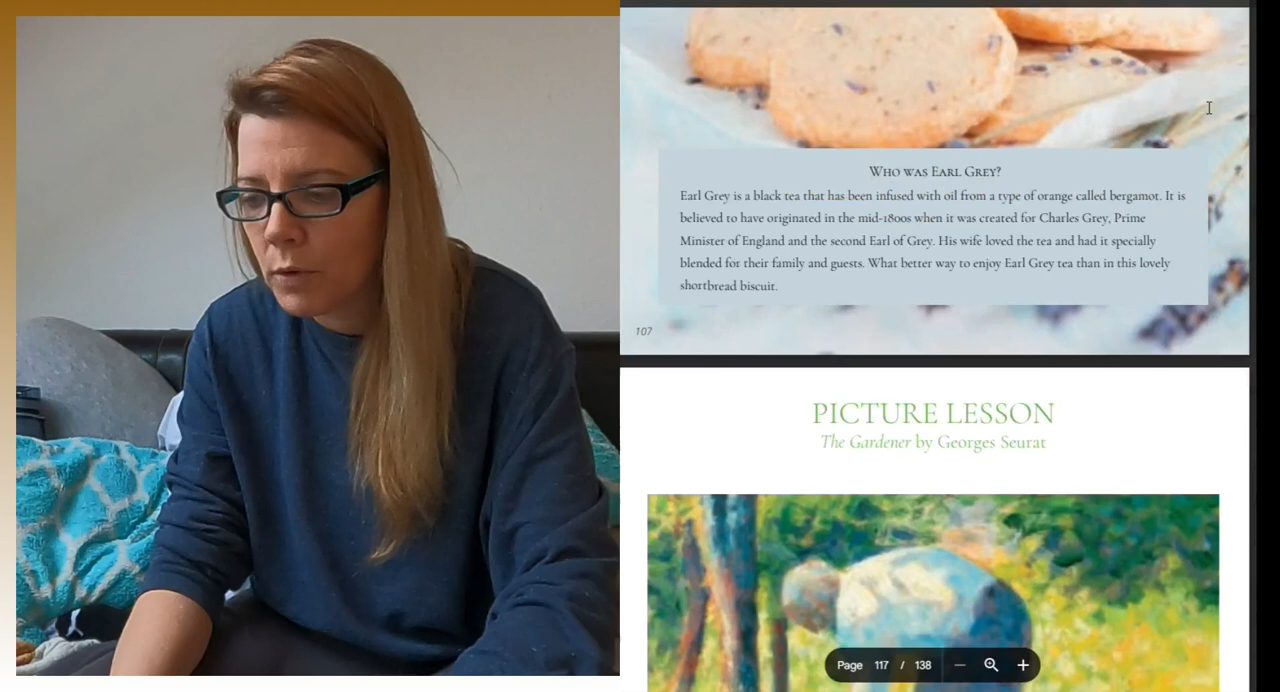 Who was Earl Grey?
Earl Grey is a black tea that has been infused with oil from a type of orange called bergamot. It is
believed to have originated in the mid-1800s when it was created for Charles Grey, Prime
Minister of England and the second Earl of Grey. His wife loved the tea and had it specially
blended for their family and guests. What better way to enjoy Earl Grey tea than in this lovely
shortbread biscuit.
107
PICTURE LESSON
The Gardener by Georges Seurat
Page 117 / 138